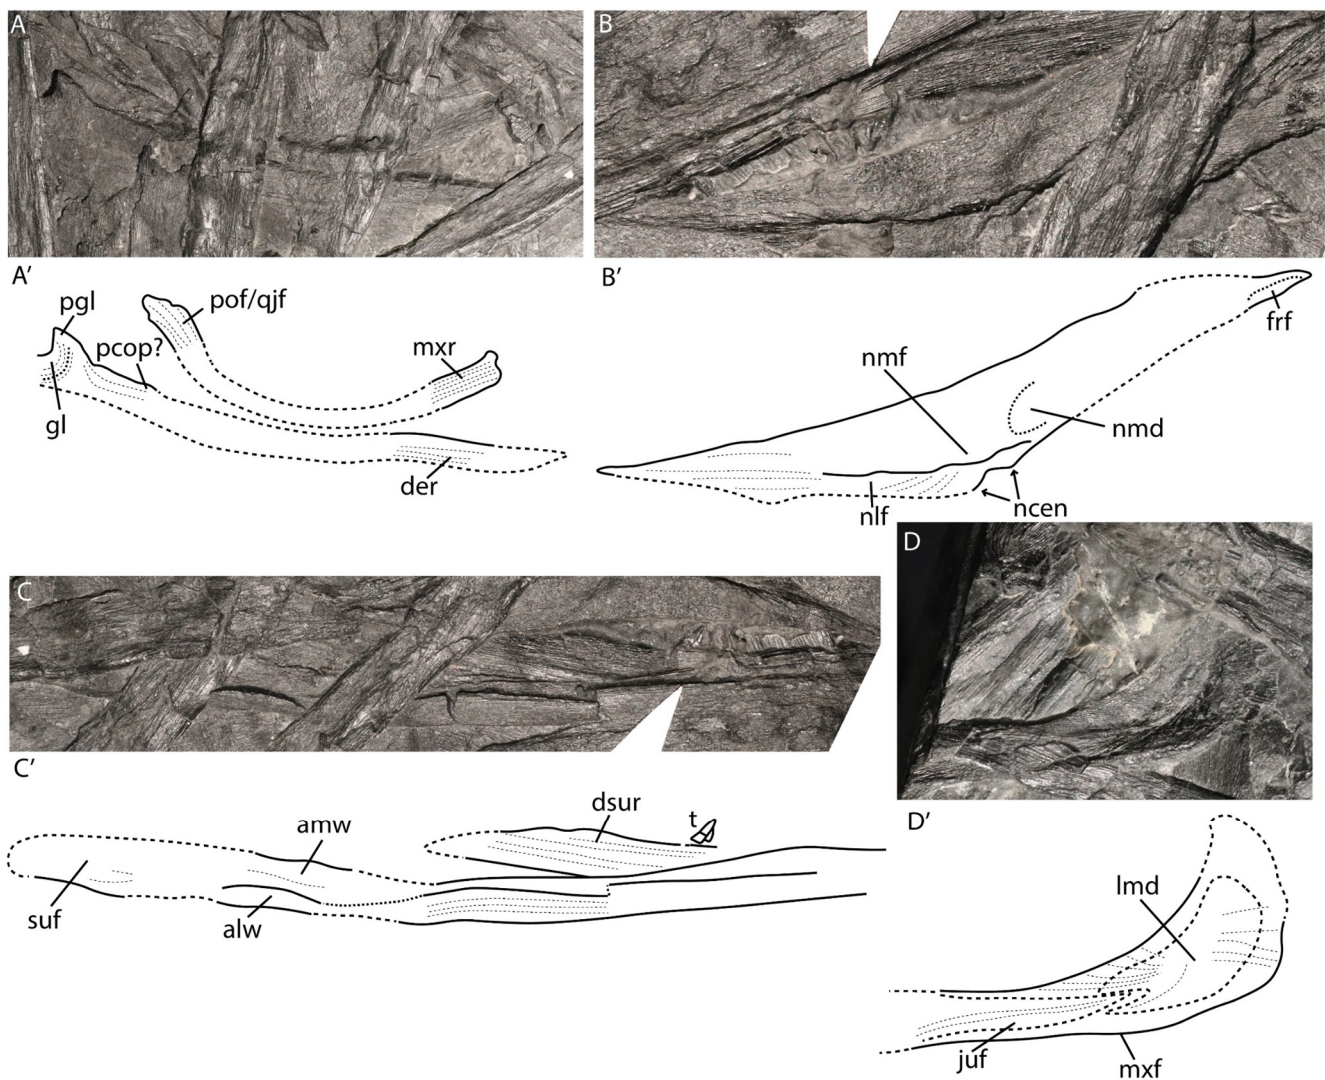 A
B
A′
pgl
pof/qjf
pcop?
mxr
gl
der
B′
frf
nmf
nmd
nlf
ncen
C
D
C′
dsur
t
amw
suf
alw
D′
lmd
juf
mxf